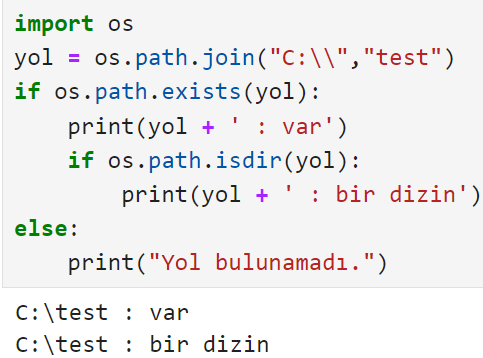 import os
yol = os.path.join("C:\\","test")
if os.path.exists(yol):
    print(yol + ' : var')
    if os.path.isdir(yol):
        print(yol + ' : bir dizin')
else:
    print("Yol bulunamadı.")
C:\test : var
C:\test : bir dizin